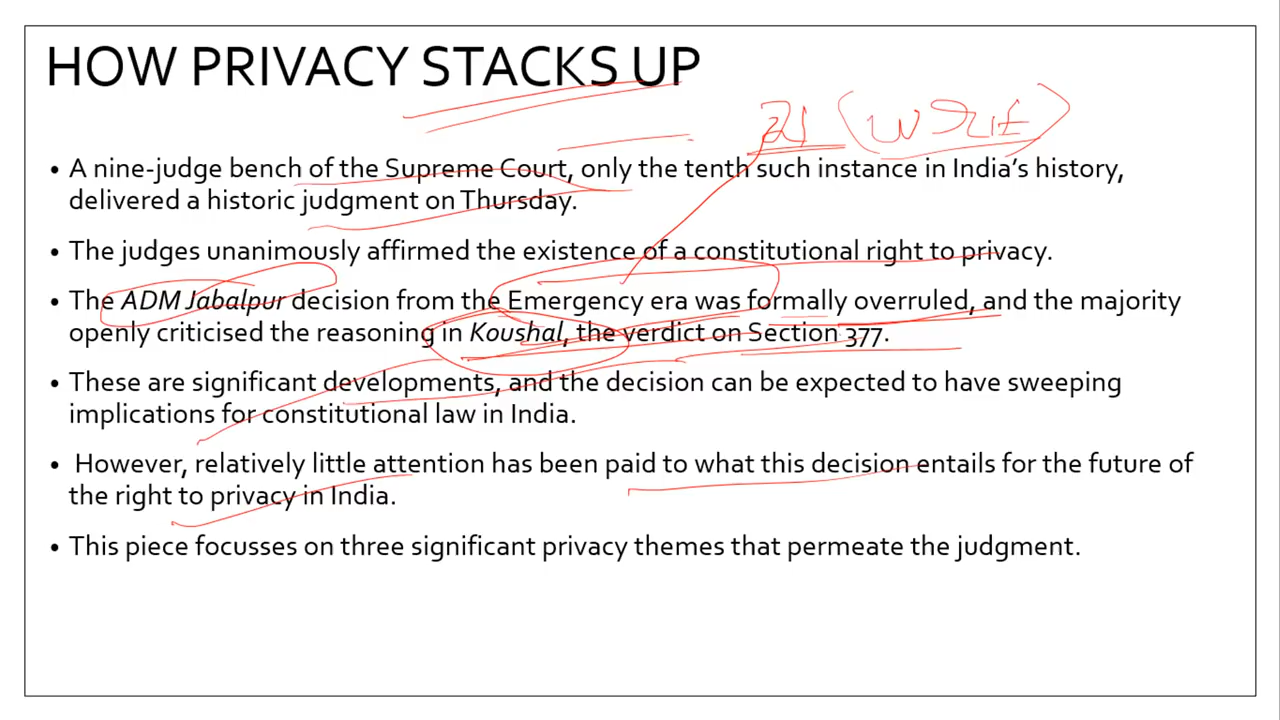 HOW PRIVACY STACKS UP
21 (writ)
• A nine-judge bench of the Supreme Court, only the tenth such instance in India’s history,
delivered a historic judgment on Thursday.
• The judges unanimously affirmed the existence of a constitutional right to privacy.
• The ADM Jabalpur decision from the Emergency era was formally overruled, and the majority
openly criticised the reasoning in Koushal, the verdict on Section 377.
• These are significant developments, and the decision can be expected to have sweeping
implications for constitutional law in India.
• However, relatively little attention has been paid to what this decision entails for the future of
the right to privacy in India.
• This piece focusses on three significant privacy themes that permeate the judgment.